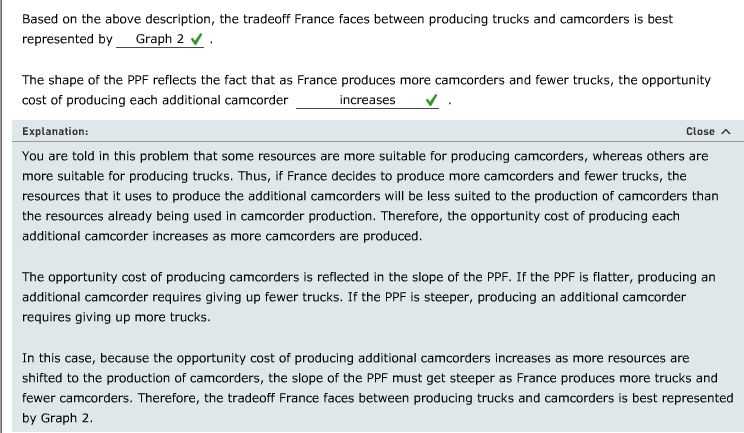 Based on the above description, the tradeoff France faces between producing trucks and camcorders is best
represented by Graph 2 ✔ .
The shape of the PPF reflects the fact that as France produces more camcorders and fewer trucks, the opportunity
cost of producing each additional camcorder increases ✔ .
Explanation: Close ^
You are told in this problem that some resources are more suitable for producing camcorders, whereas others are
more suitable for producing trucks. Thus, if France decides to produce more camcorders and fewer trucks, the
resources that it uses to produce the additional camcorders will be less suited to the production of camcorders than
the resources already being used in camcorder production. Therefore, the opportunity cost of producing each
additional camcorder increases as more camcorders are produced.
The opportunity cost of producing camcorders is reflected in the slope of the PPF. If the PPF is flatter, producing an
additional camcorder requires giving up fewer trucks. If the PPF is steeper, producing an additional camcorder
requires giving up more trucks.
In this case, because the opportunity cost of producing additional camcorders increases as more resources are
shifted to the production of camcorders, the slope of the PPF must get steeper as France produces more trucks and
fewer camcorders. Therefore, the tradeoff France faces between producing trucks and camcorders is best represented
by Graph 2.